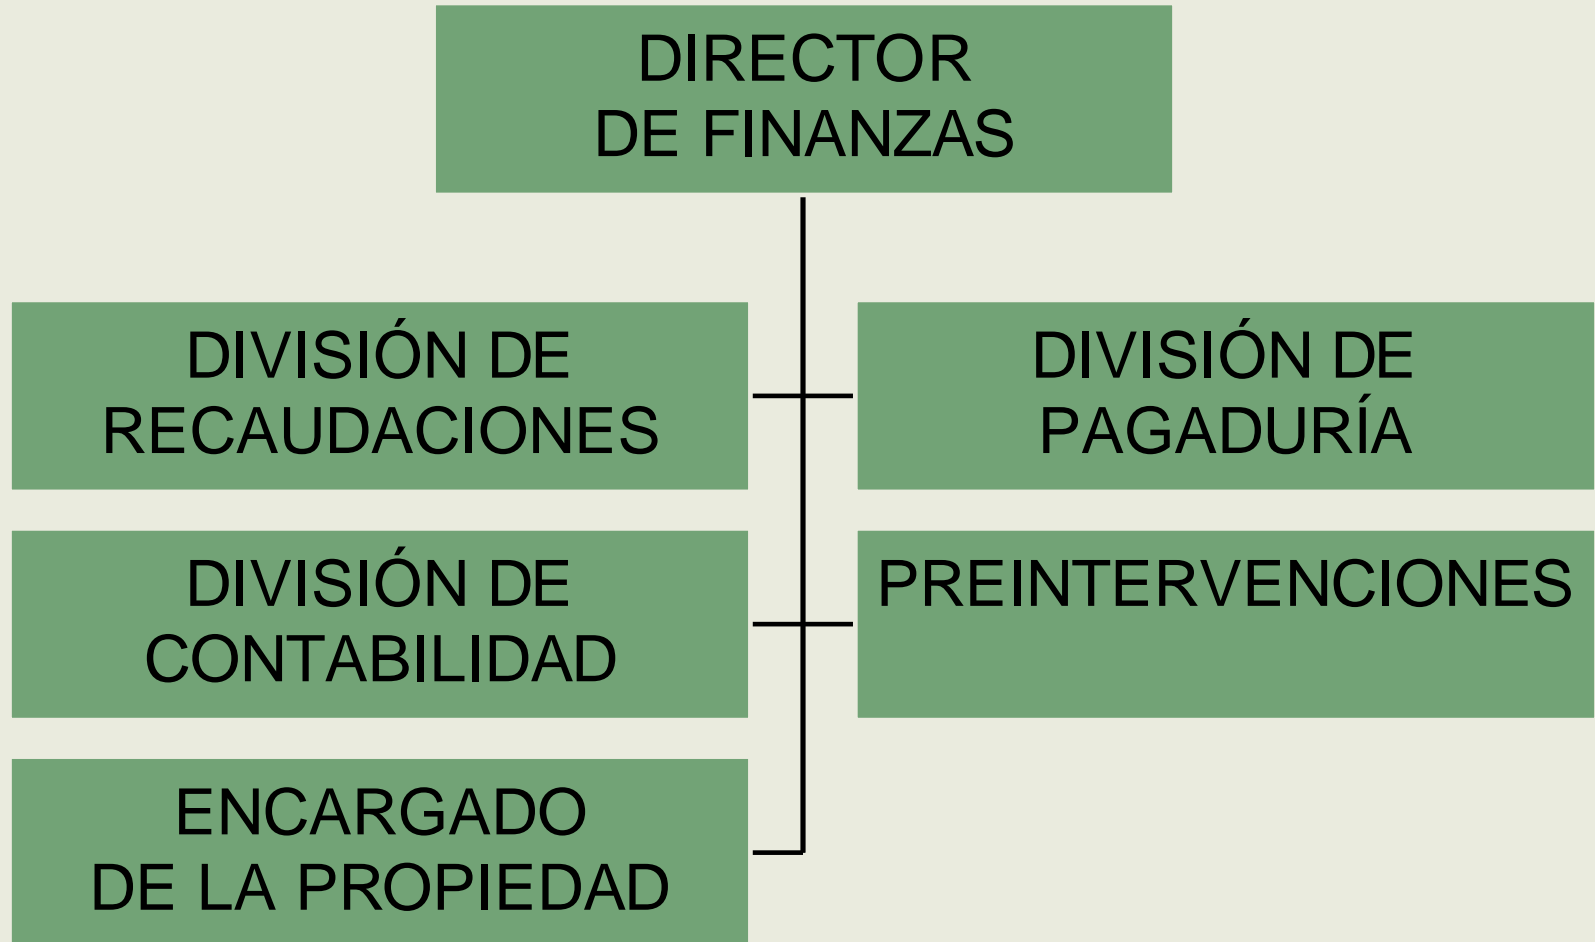 DIRECTOR
DE FINANZAS
DIVISIÓN DE
RECAUDACIONES
DIVISIÓN DE
PAGADURÍA
DIVISIÓN DE
CONTABILIDAD
PREINTERVENCIONES
ENCARGADO
DE LA PROPIEDAD